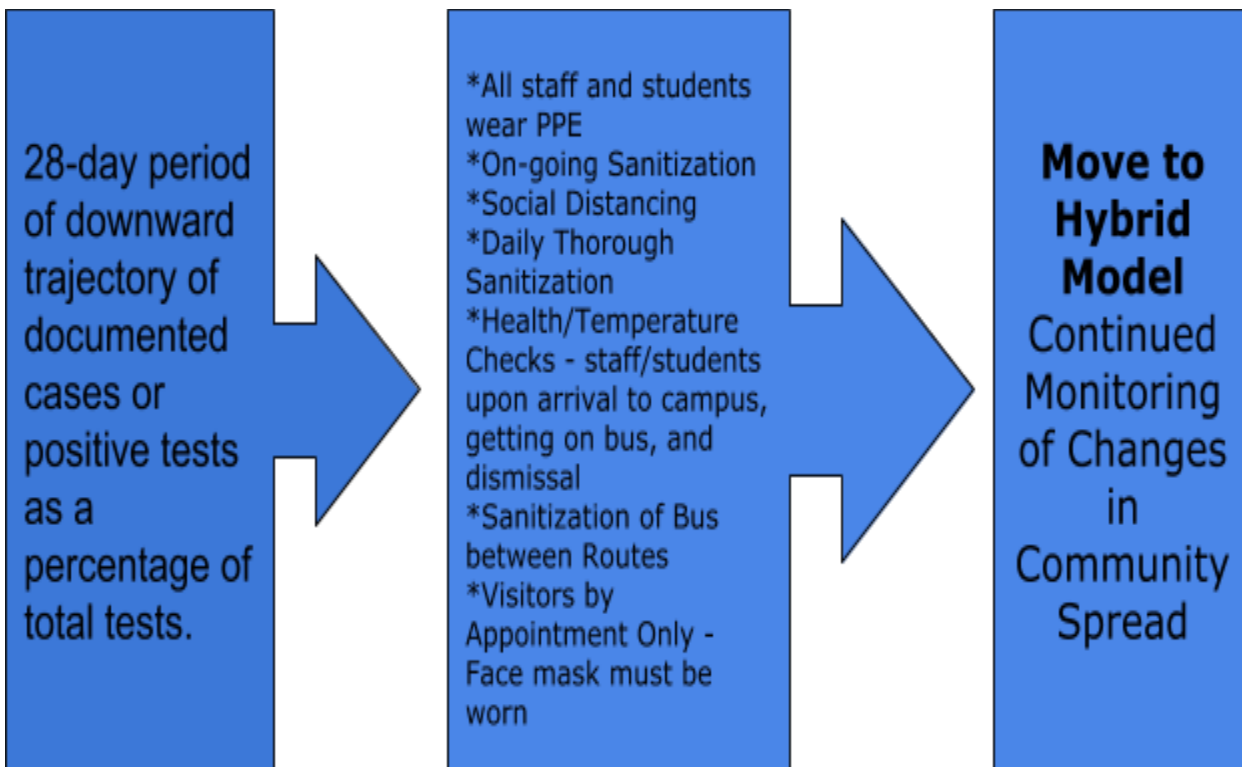 28-day period
of downward
trajectory of
documented
cases or
positive tests
as a
percentage of
total tests.
*All staff and students
wear PPE
*On-going Sanitization
*Social Distancing
*Daily Thorough
Sanitization
*Health/Temperature
Checks - staff/students
upon arrival to campus,
getting on bus, and
dismissal
*Sanitization of Bus
between Routes
*Visitors by
Appointment Only -
Face mask must be
worn
Move to
Hybrid
Model
Continued
Monitoring
of Changes
in
Community
Spread